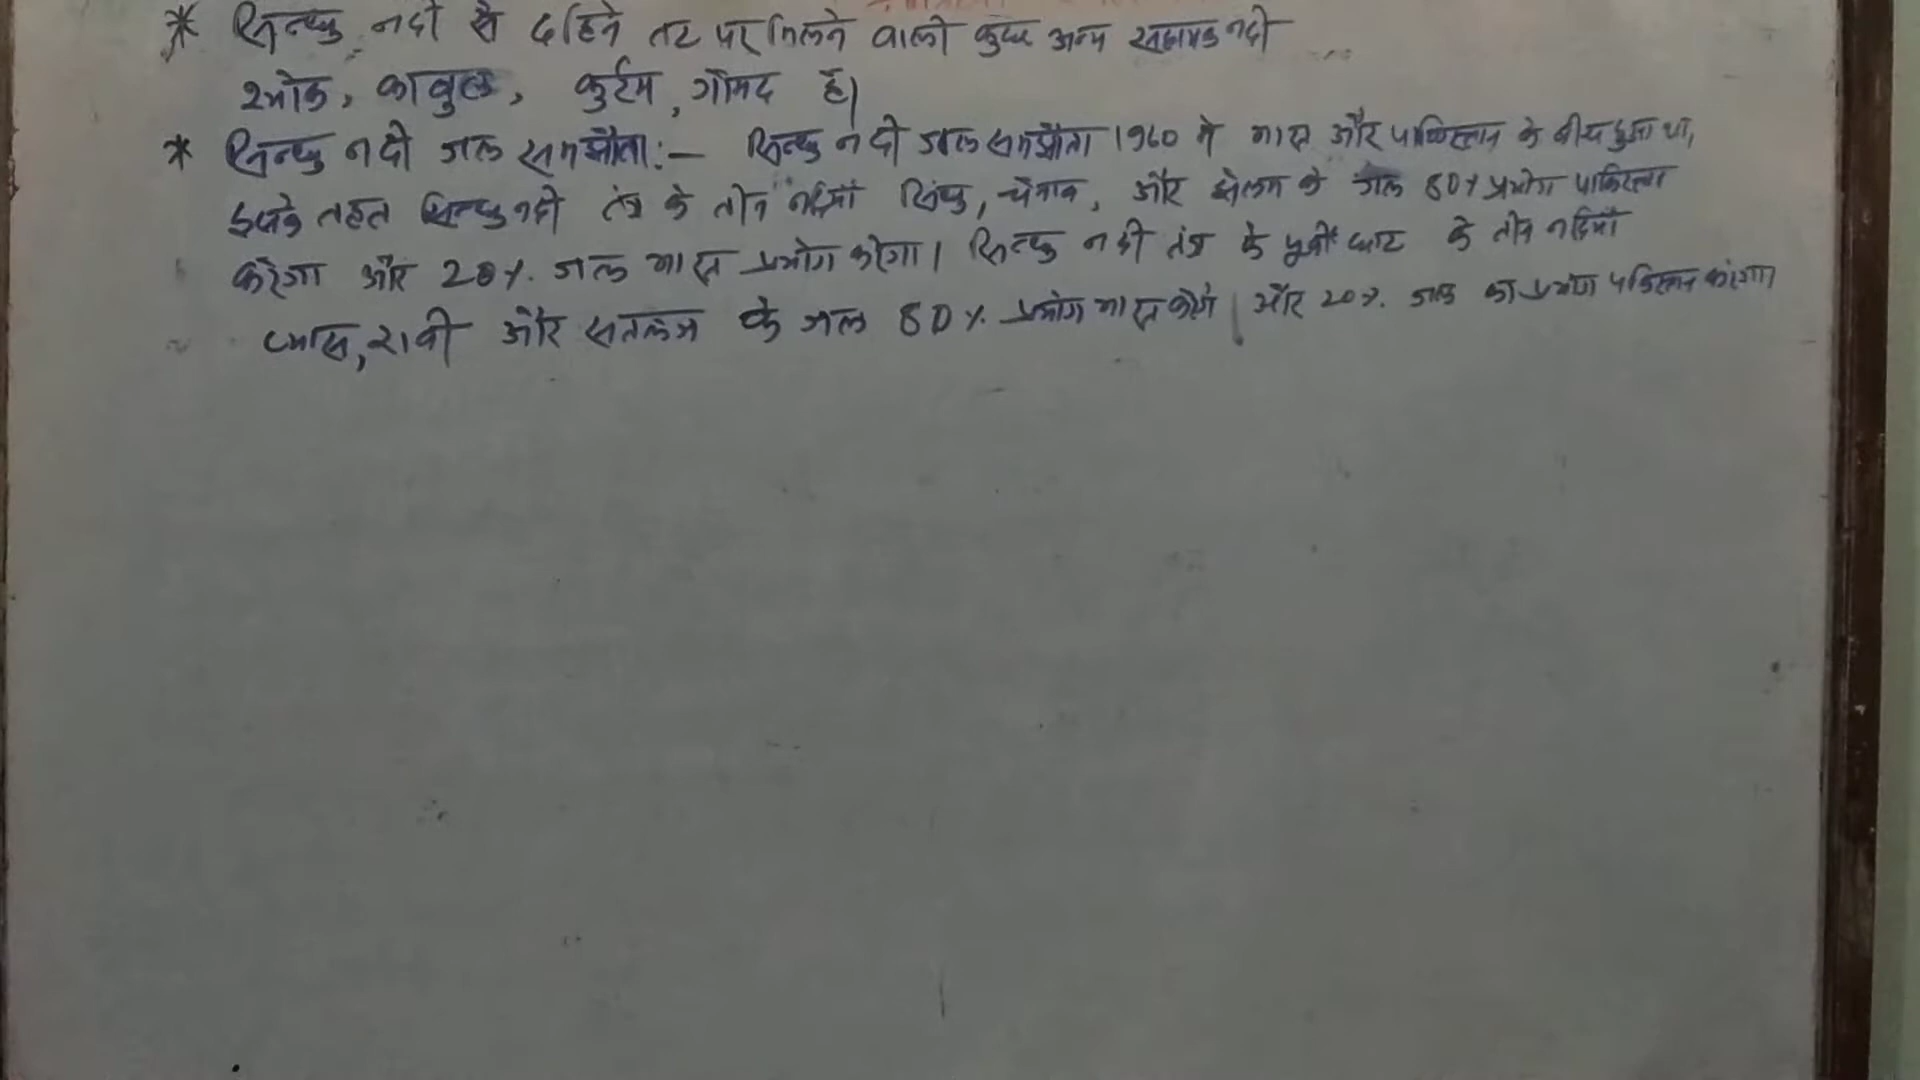 * सिन्धु नदी से दहिने तट पर मिलने वाली कुछ अन्य सहायक नदी
श्योक, काबुल, कुर्रम, गोमद है।
* सिन्धु नदी जल समझौता:- सिन्धु नदी जल समझौता 1960 मे भारत और पाकिस्तान के बीच हुआ था,
इसके तहत सिन्धु नदी तंत्र के तीन नदियां सिंधु, चेनाब, और झेलम के जल 80% प्रयोग पाकिस्तान
करेगा और 20%. जल भारत प्रयोग करेगा। सिन्धु नदी तंत्र के पूर्वी घाट के तीन नदियाँ
व्यास, रावी और सतलज के जल 80%. प्रयोग भारत करेगे और 20%. जल का प्रयोग पाकिस्तान करेगा।